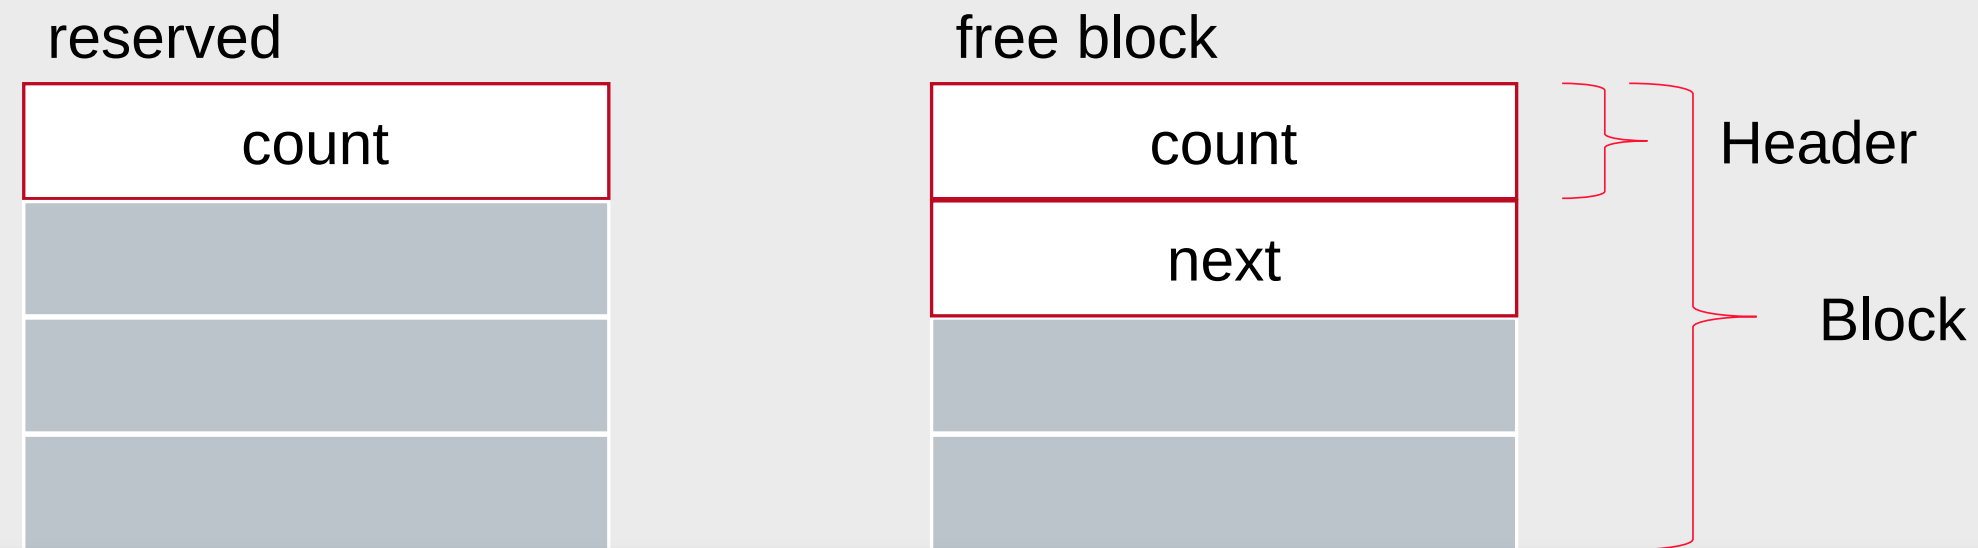 reserved
free block
count
count
Header
next
Block